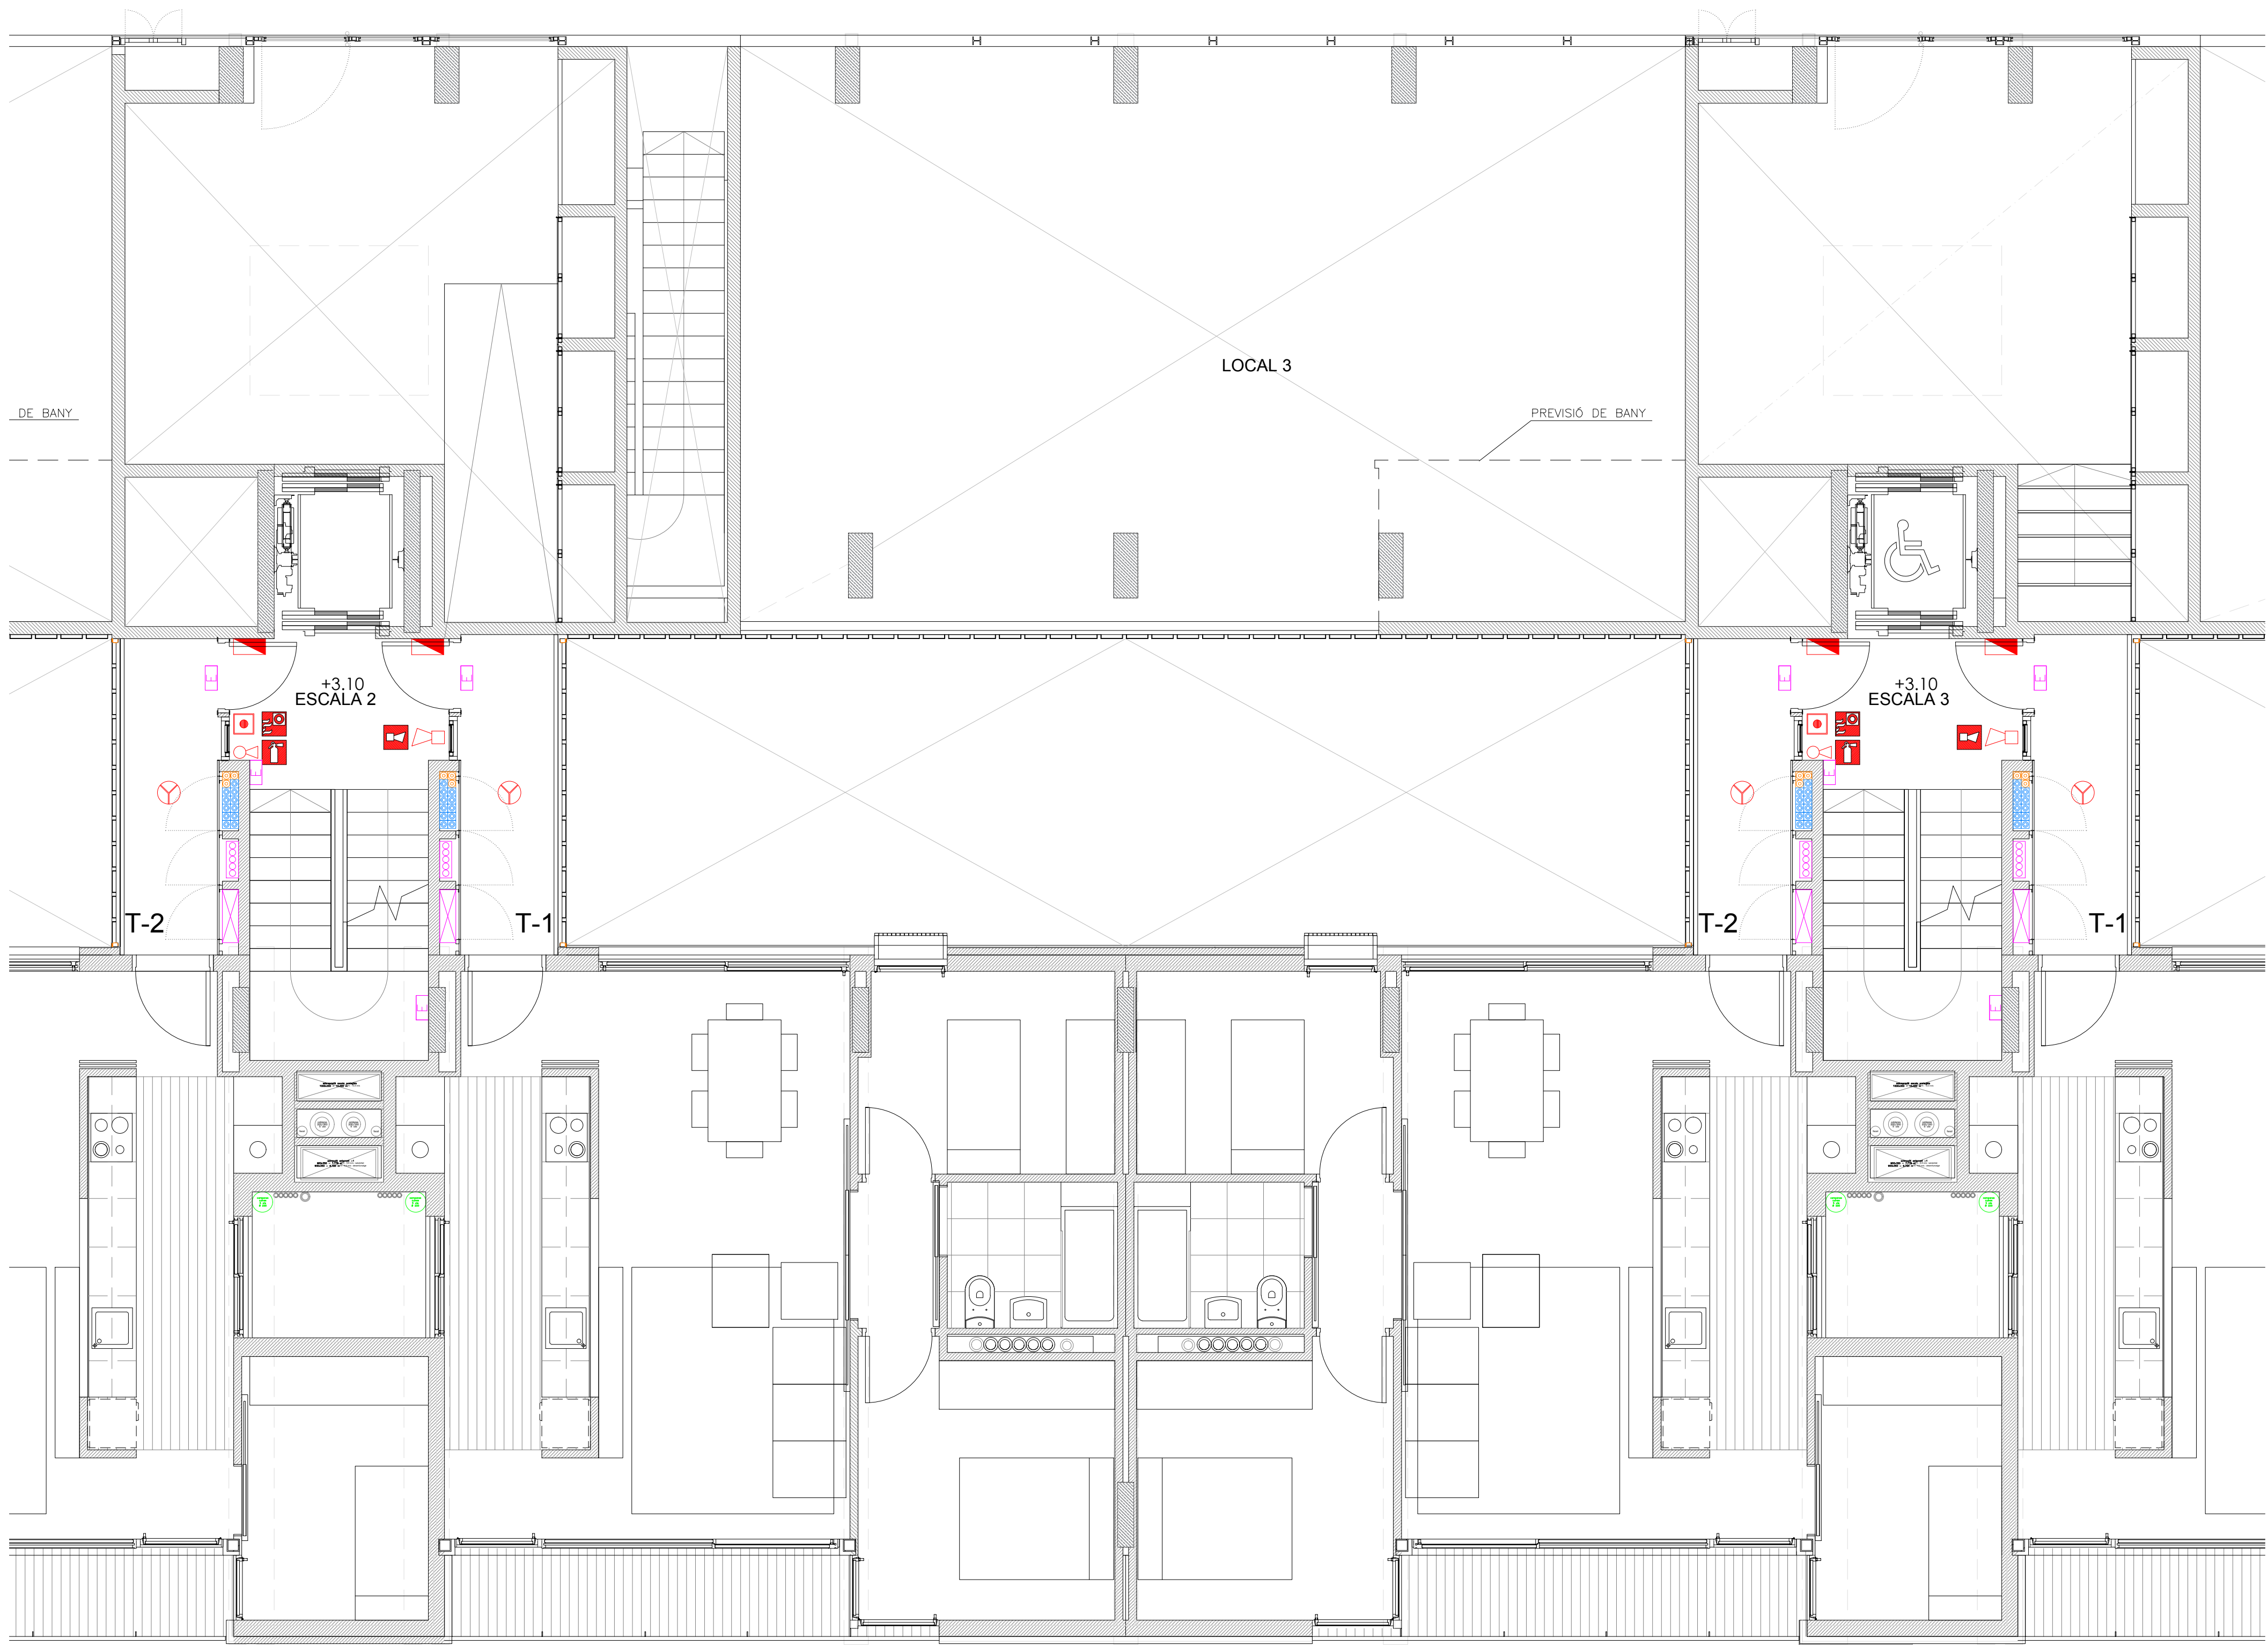 LOCAL 3
DE BANY
PREVISIÓ DE BANY
+3.10
ESCALA 2
+3.10
ESCALA 3
T-2
T-1
T-2
T-1